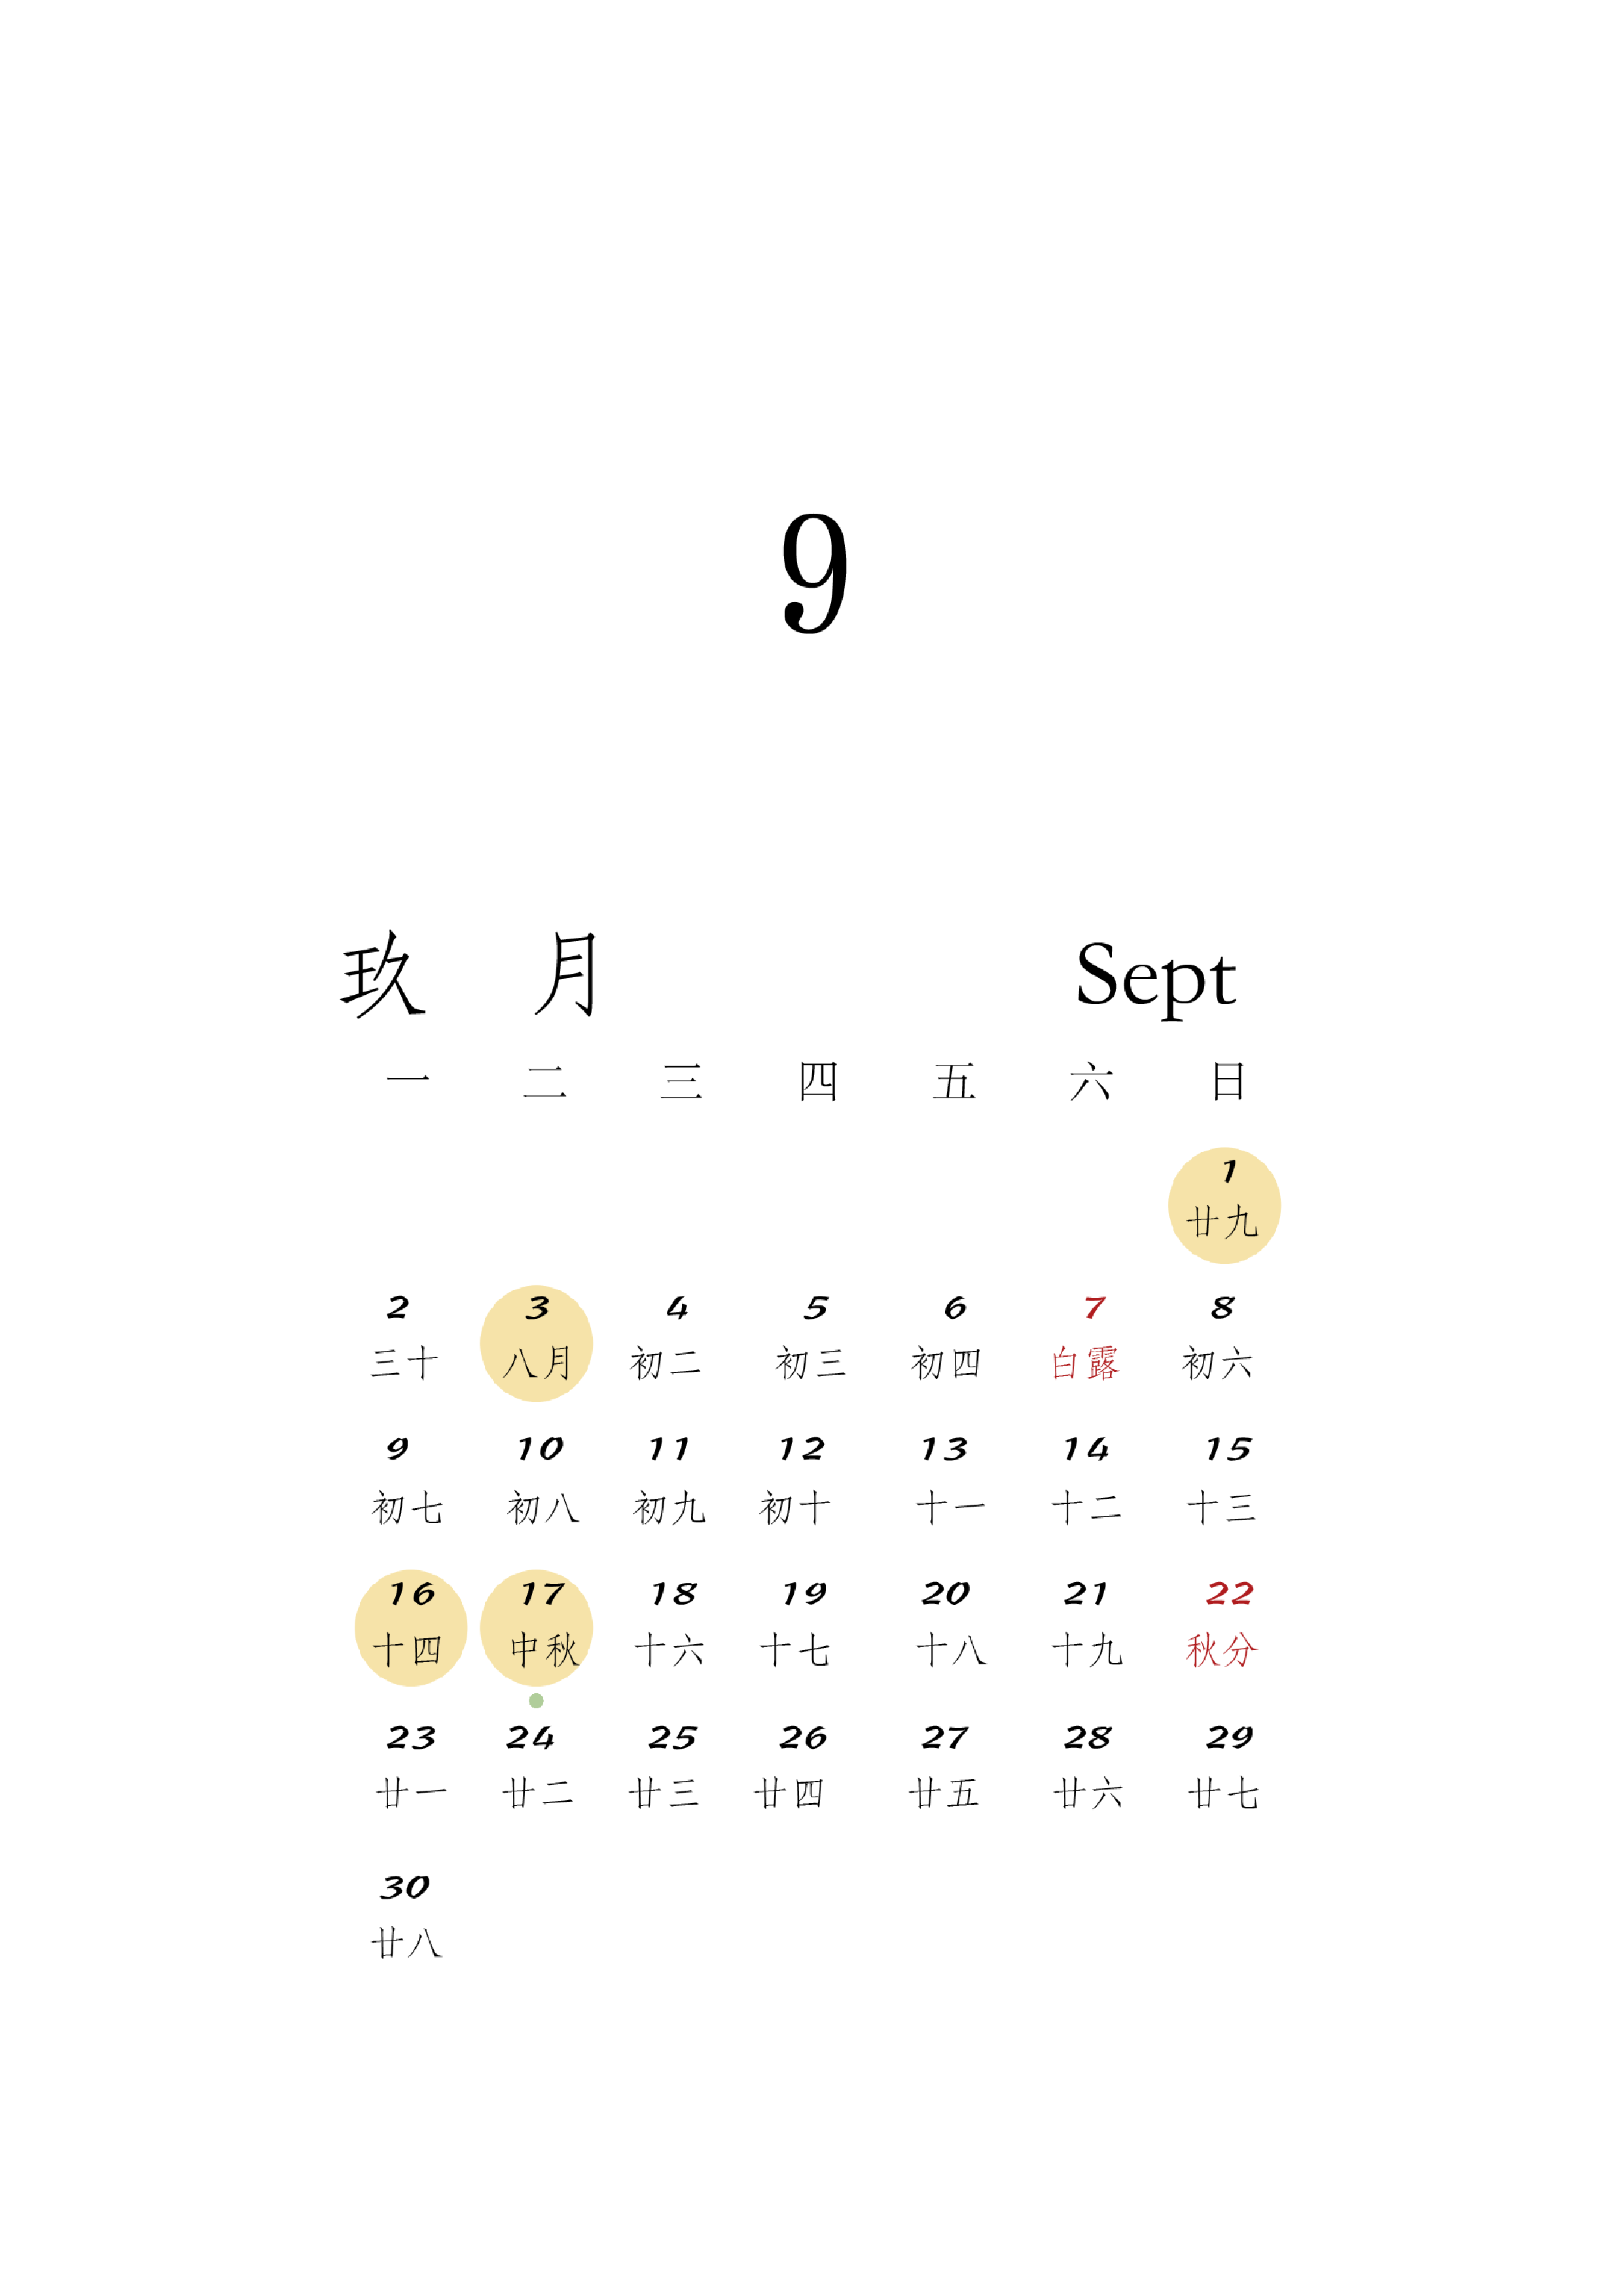 9
玖 月 Sept
一 二 三 四 五 六 日
1
廿九
2 3 4 5 6 7 8
三十 八月 初二 初三 初四 白露 初六
9 10 11 12 13 14 15
初七 初八 初九 初十 十一 十二 十三
16 17 18 19 20 21 22
十四 中秋 十六 十七 十八 十九 秋分
23 24 25 26 27 28 29
廿一 廿二 廿三 廿四 廿五 廿六 廿七
30
廿八